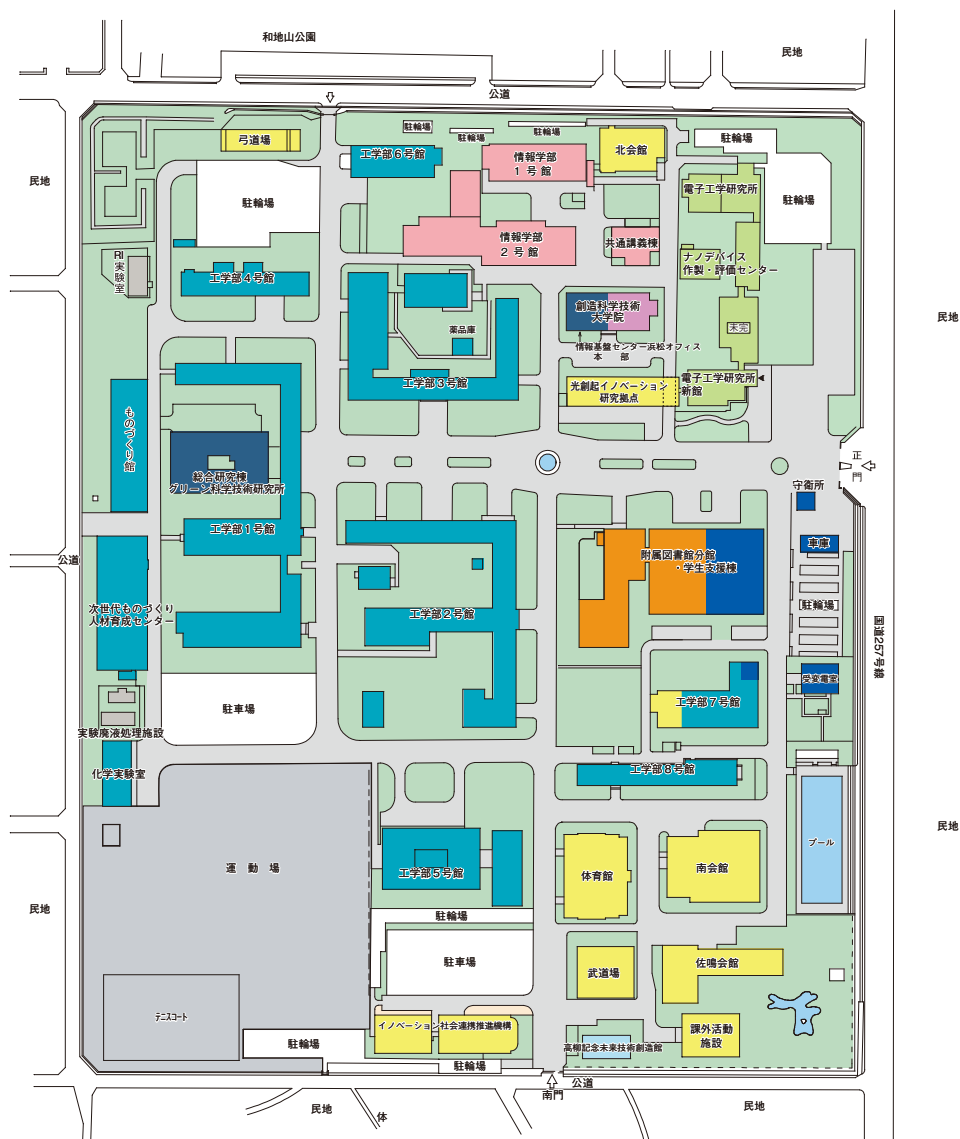 和地山公園
民地
公道
駐輪場
駐輪場
駐輪場
駐輪場
弓道場
工学部6号館
情報学部
1号館
北会館
民地
電子工学研究所
駐輪場
駐輪場
情報学部
2号館
共通講義棟
RI
実
験
室
工学部4号館
ナノデバイス
作製・評価センター
創造科学技術
大学院
民地
薬品庫
未完
情報基盤センター浜松オフィス
本部
工学部3号館
光創起イノベーション
研究拠点
電子工学研究所
新館
ものづくり館
総合研究棟
グリーン科学技術研究所
正門
守衛所
工学部1号館
車庫
附属図書館分館
・学生支援棟
公道
次世代ものづくり
人材育成センター
工学部2号館
[駐輪場]
国道257号線
受変電室
工学部7号館
駐車場
実験廃液処理施設
化学実験室
工学部8号館
民地
プール
運動場
工学部5号館
体育館
南会館
民地
駐輪場
駐車場
武道場
佐鳴会館
テニスコート
イノベーション社会連携推進機構
課外活動
施設
駐輪場
高柳記念未来技術創造館
駐輪場
公道
南門
民地
体
民地